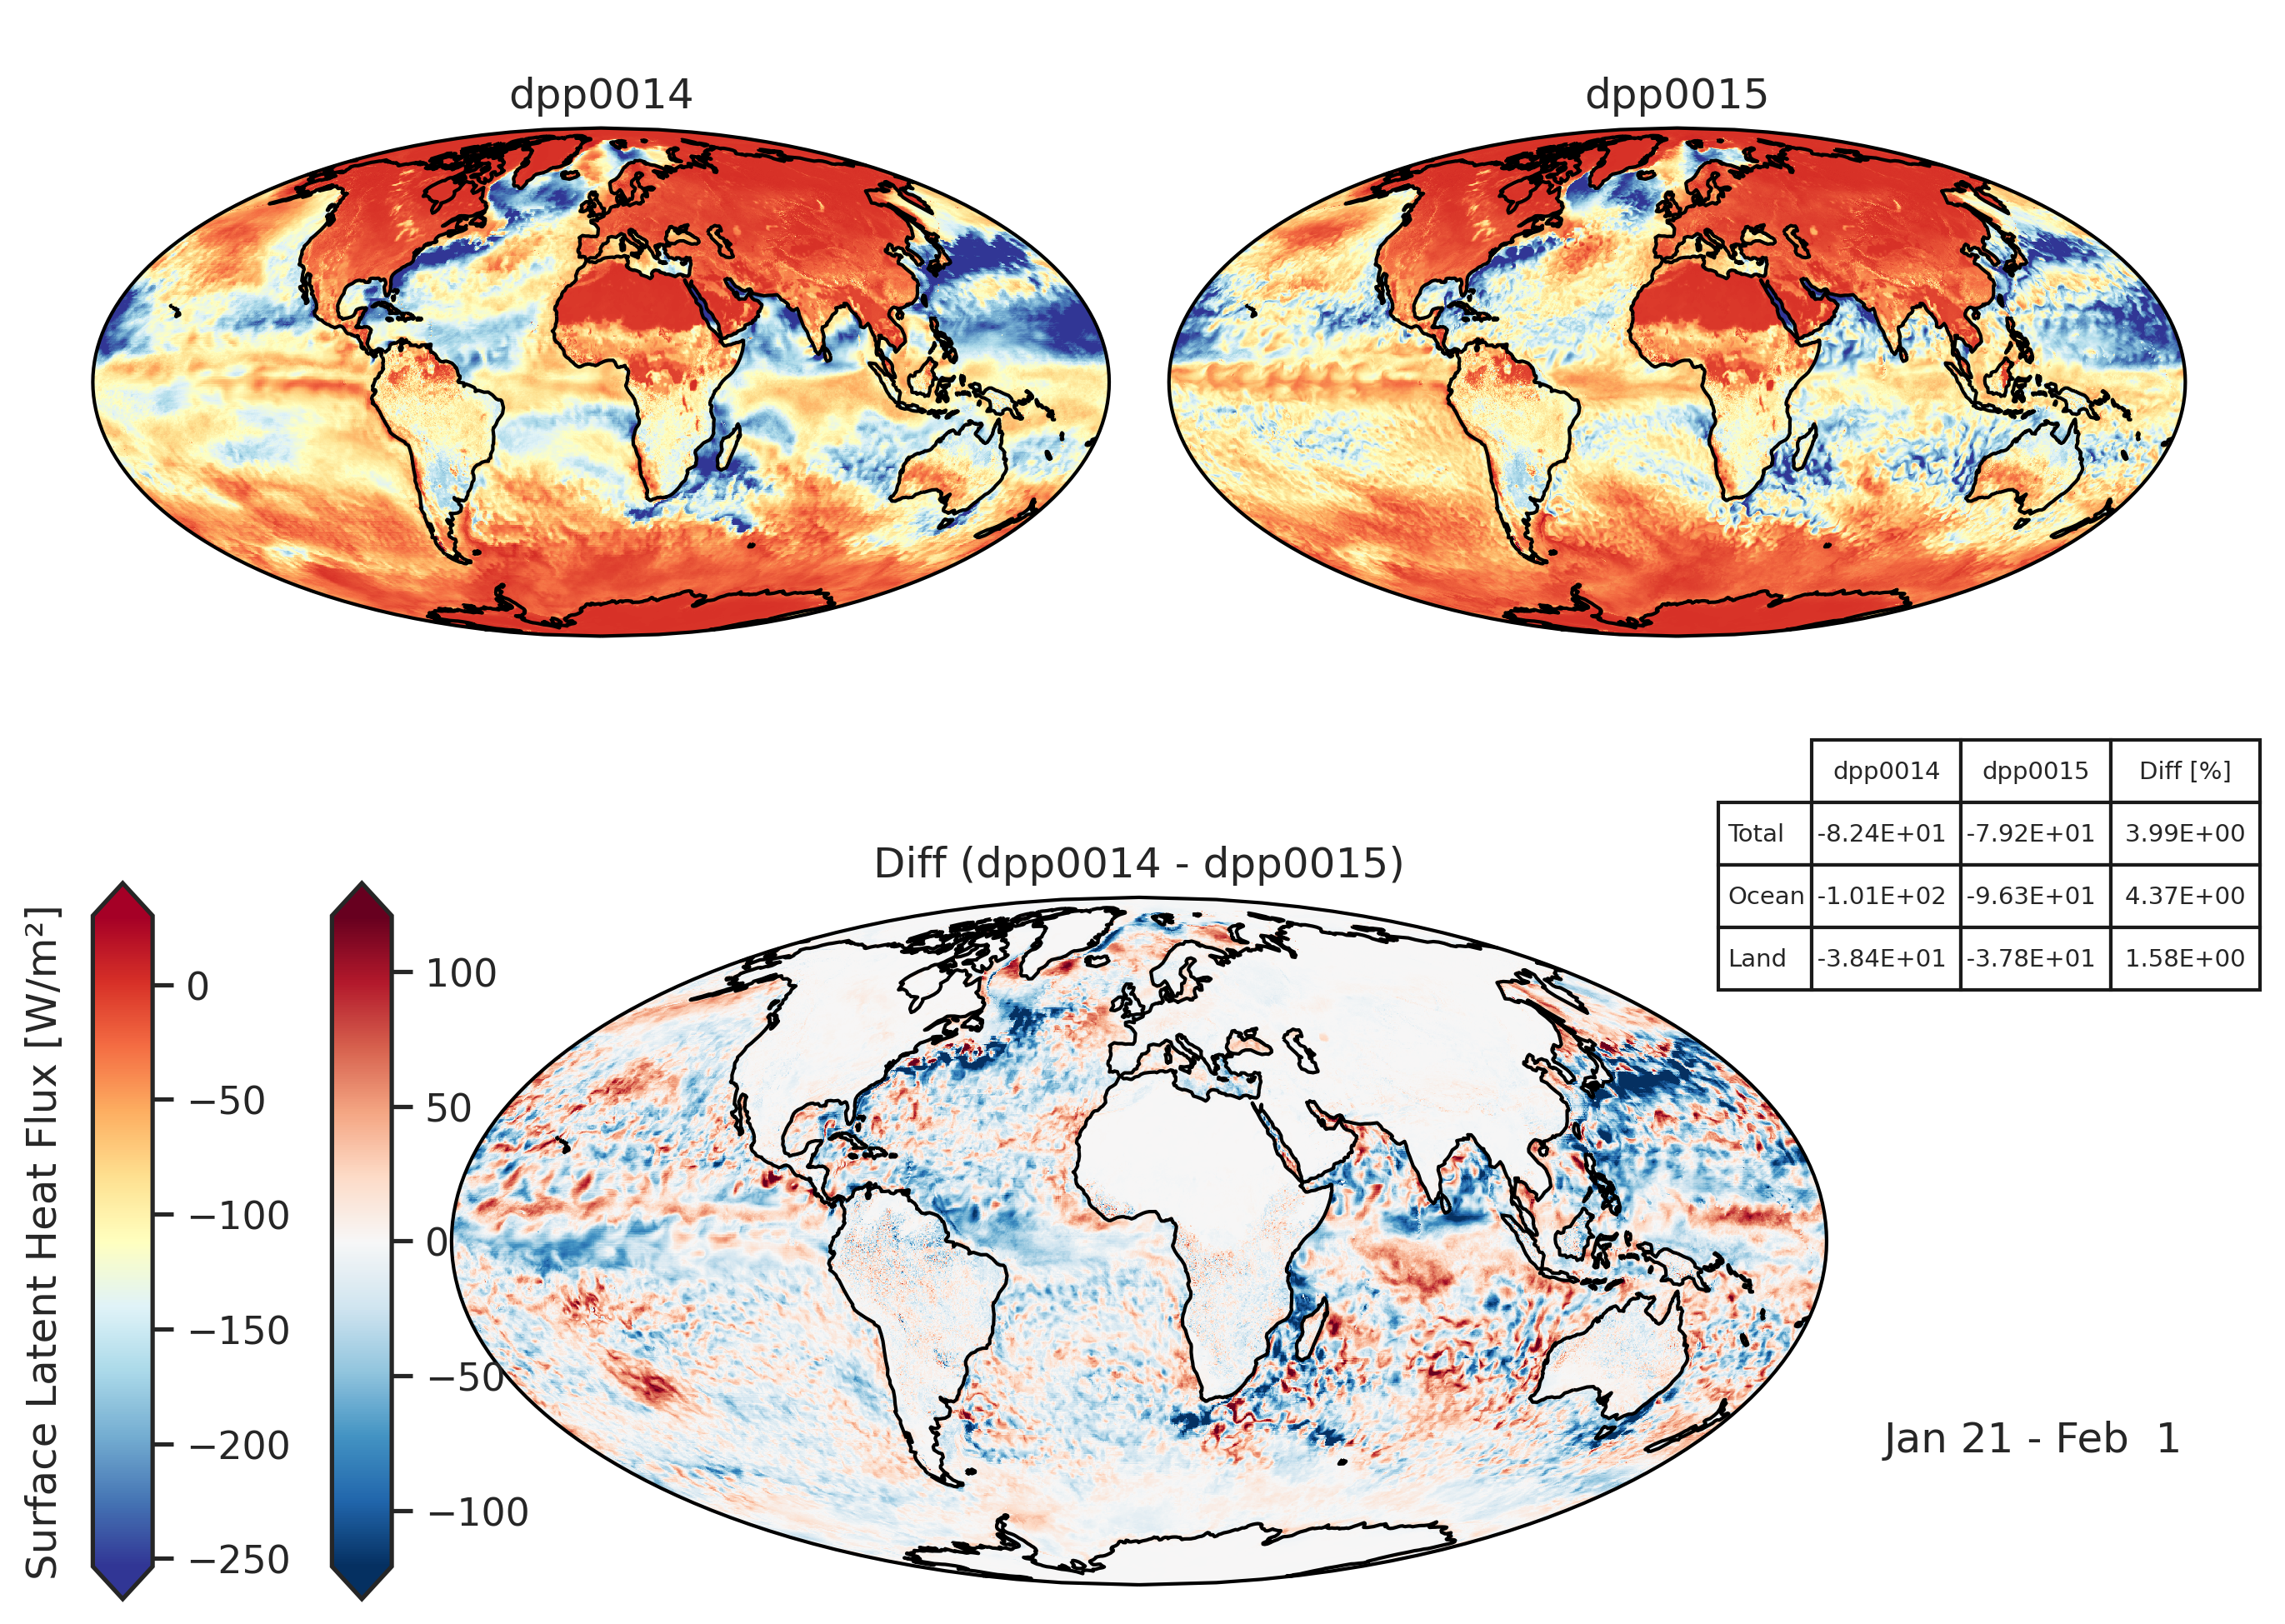 dpp0014
dpp0015
dpp0014 dpp0015 Diff [%]
Total -8.24E+01 -7.92E+01 3.99E+00
Ocean -1.01E+02 -9.63E+01 4.37E+00
Land -3.84E+01 -3.78E+01 1.58E+00
Diff (dpp0014 - dpp0015)
Surface Latent Heat Flux [W/m²]
0
−50
−100
−150
−200
−250
100
50
0
−50
−100
Jan 21 - Feb  1